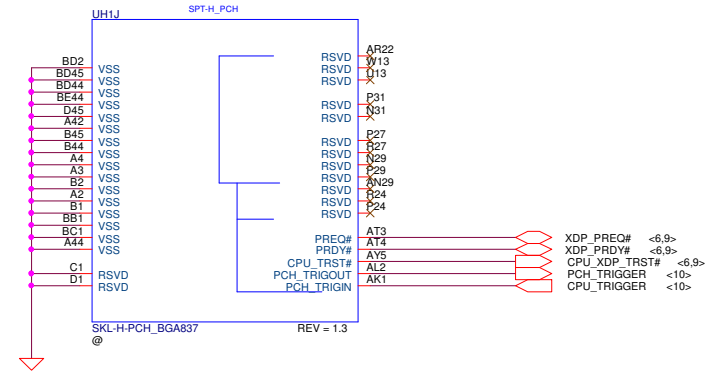 SPT-H_PCH
UH1J
BD2 VSS
BD45 VSS
BD44 VSS
BE44 VSS
D45 VSS
A42 VSS
B45 VSS
B44 VSS
A4 VSS
A3 VSS
B2 VSS
A2 VSS
B1 VSS
BB1 VSS
BC1 VSS
A44 VSS
C1 RSVD
D1 RSVD
RSVD AR22
RSVD W13
RSVD U13
RSVD P31
RSVD N31
RSVD P27
RSVD R27
RSVD N29
RSVD P29
RSVD AN29
RSVD R24
RSVD P24
PREQ# AT3 XDP_PREQ# <6,9>
PRDY# AT4 XDP_PRDY# <6,9>
CPU_TRST# AY5 CPU_XDP_TRST# <6,9>
PCH_TRIGOUT AL2 PCH_TRIGGER <10>
PCH_TRIGIN AK1 CPU_TRIGGER <10>
SKL-H-PCH_BGA837 REV = 1.3
@